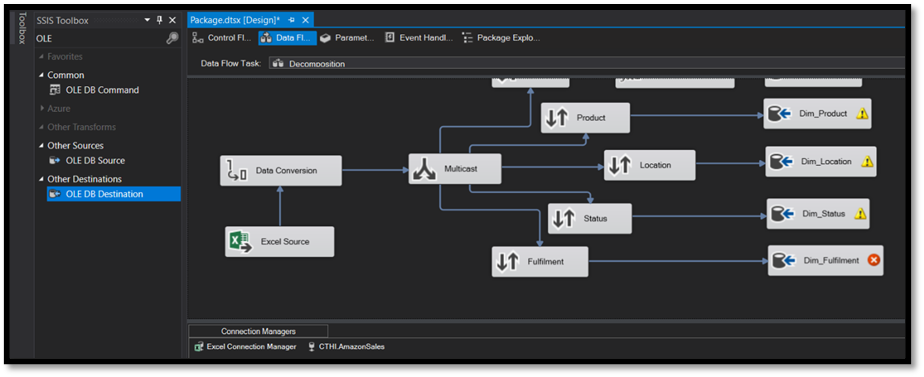 Toolbox
SSIS Toolbox
OLE
Favorites
Common
OLE DB Command
Azure
Other Transforms
Other Sources
OLE DB Source
Other Destinations
OLE DB Destination
Package.dtsx [Design]*
Control Fl...
Data Fl...
Paramet...
Event Handl...
Package Explo...
Data Flow Task:
Decomposition
Product
Dim_Product
Data Conversion
Multicast
Location
Dim_Location
Excel Source
Status
Dim_Status
Fulfilment
Dim_Fulfilment
Connection Managers
Excel Connection Manager
CTHI.AmazonSales